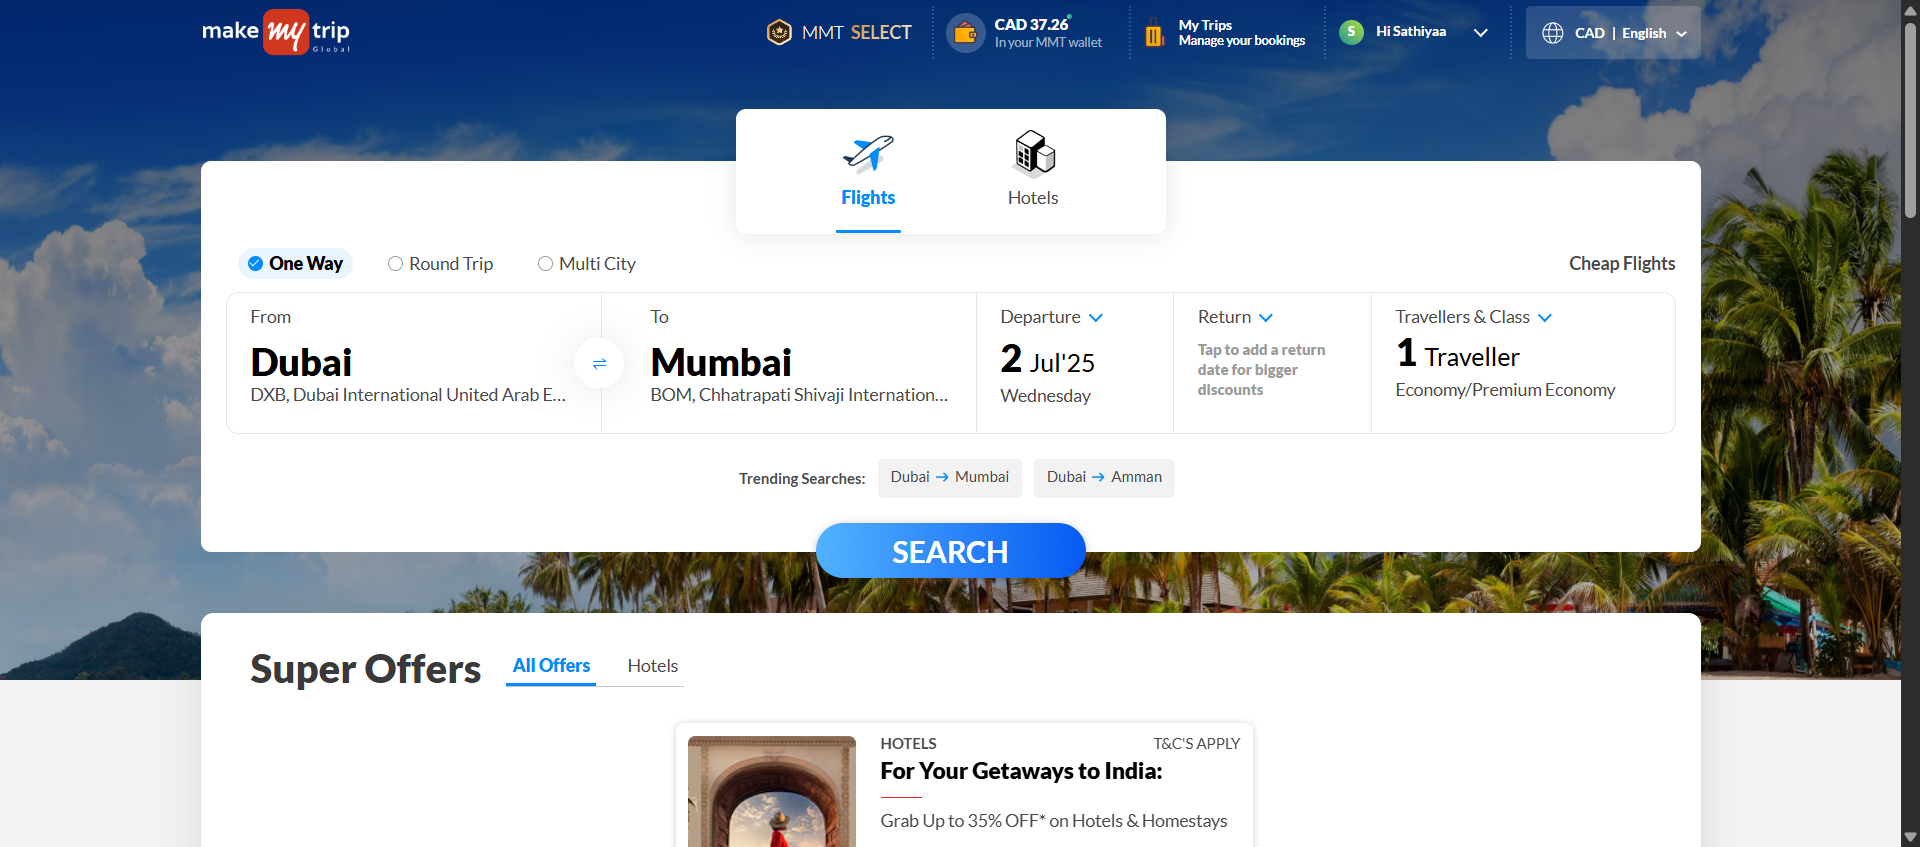 make my trip
Global
MMT SELECT
CAD 37.26
In your MMT wallet
My Trips
Manage your bookings
S
Hi Sathiyaa
CAD | English
Flights
Hotels
One Way
Round Trip
Multi City
Cheap Flights
From
Dubai
DXB, Dubai International United Arab E...
To
Mumbai
BOM, Chhatrapati Shivaji Internation...
Departure
2 Jul'25
Wednesday
Return
Tap to add a return
date for bigger
discounts
Travellers & Class
1 Traveller
Economy/Premium Economy
Trending Searches:
Dubai → Mumbai
Dubai → Amman
SEARCH
Super Offers
All Offers
Hotels
HOTELS
T&C'S APPLY
For Your Getaways to India:
Grab Up to 35% OFF* on Hotels & Homestays